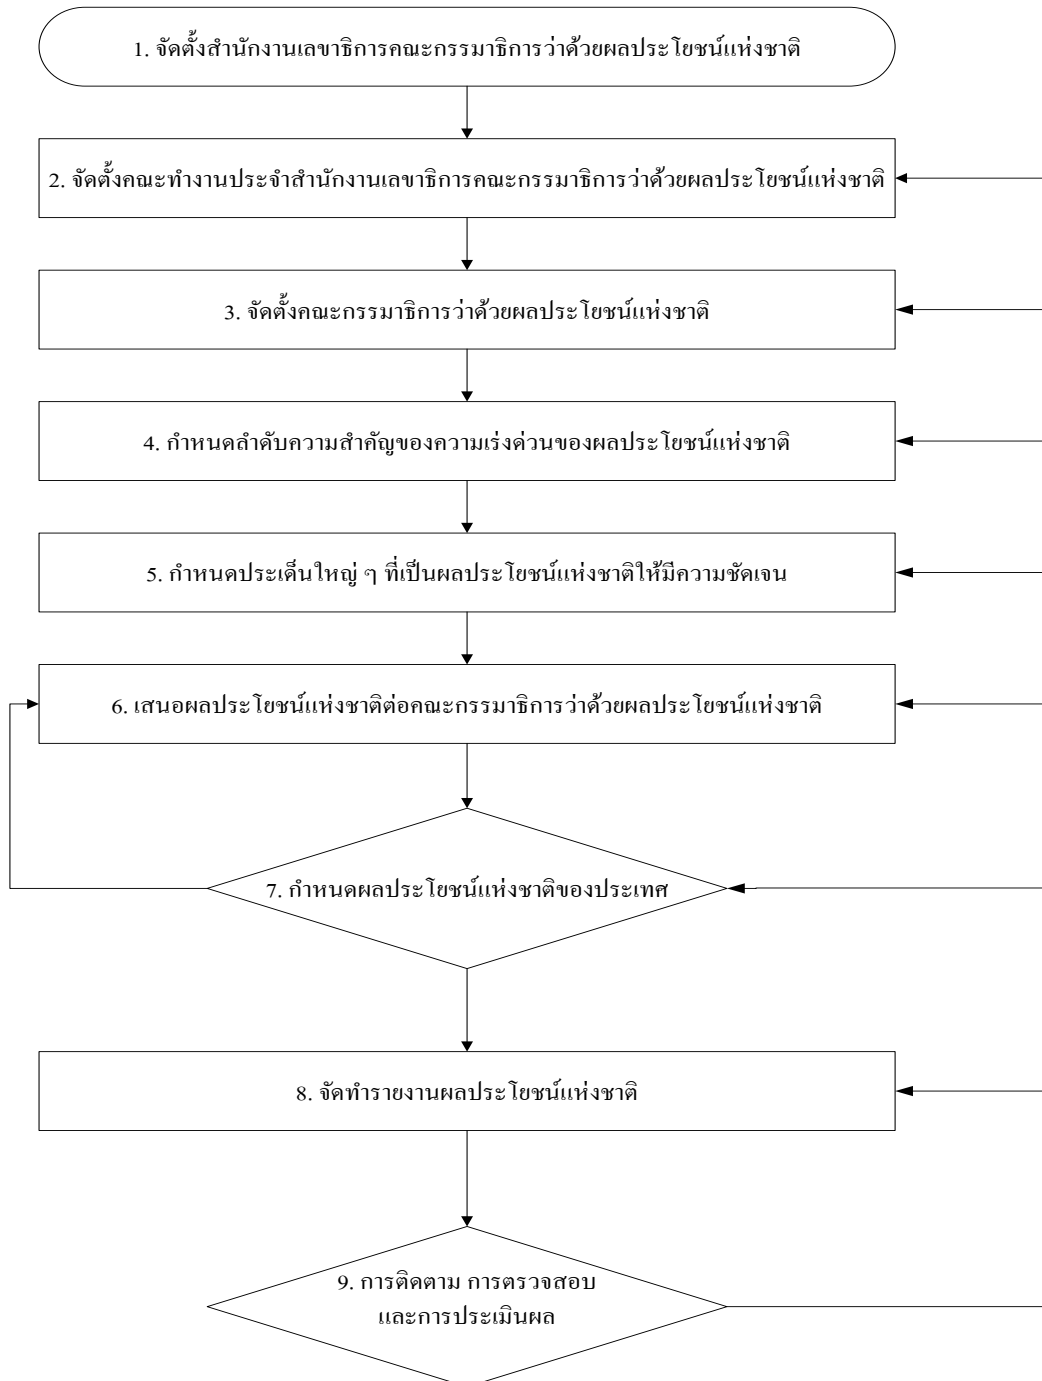 1. จัดตั้งสำนักงานเลขาธิการคณะกรรมาธิการว่าด้วยผลประโยชน์แห่งชาติ
2. จัดตั้งคณะทำงานประจำสำนักงานเลขาธิการคณะกรรมาธิการว่าด้วยผลประโยชน์แห่งชาติ
3. จัดตั้งคณะกรรมาธิการว่าด้วยผลประโยชน์แห่งชาติ
4. กำหนดลำดับความสำคัญของความเร่งด่วนของผลประโยชน์แห่งชาติ
5. กำหนดประเด็นใหญ่ ๆ ที่เป็นผลประโยชน์แห่งชาติให้มีความชัดเจน
6. เสนอผลประโยชน์แห่งชาติต่อคณะกรรมาธิการว่าด้วยผลประโยชน์แห่งชาติ
7. กำหนดผลประโยชน์แห่งชาติของประเทศ
8. จัดทำรายงานผลประโยชน์แห่งชาติ
9. การติดตาม การตรวจสอบ
และการประเมินผล